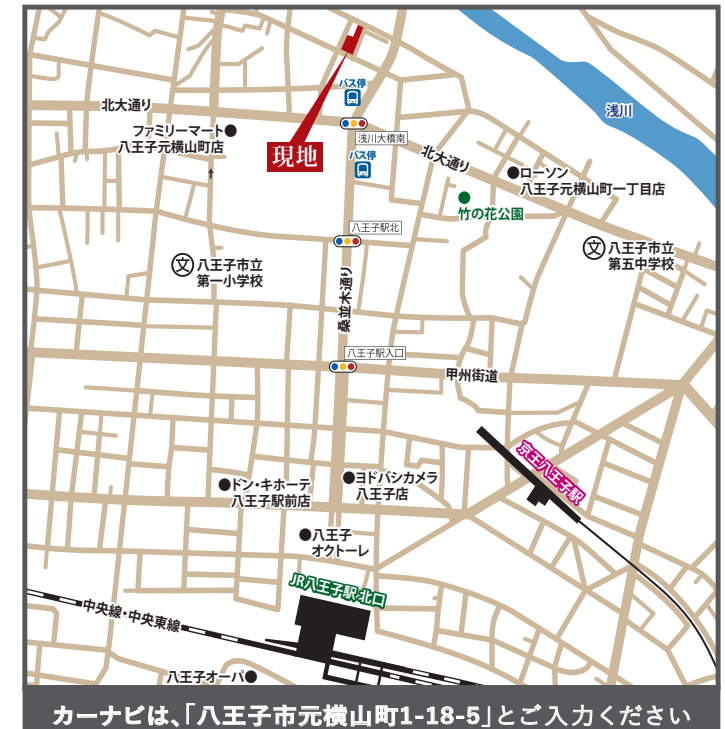 バス停
北大通り
浅川
ファミリーマート
八王子元横山町店
浅川大橋南
現地
バス停
北大通り
ローソン
八王子元横山町一丁目店
竹の花公園
八王子駅北
文
八王子市立
第五中学校
文
八王子市立
第一小学校
桑並木通り
八王子駅入口
甲州街道
京王八王子駅
ヨドバシカメラ
八王子店
ドン・キホーテ
八王子駅前店
八王子
オクトーレ
JR八王子駅 北口
中央線・中央東線
八王子オーパ
カーナビは、「八王子市元横山町1-18-5」とご入力ください